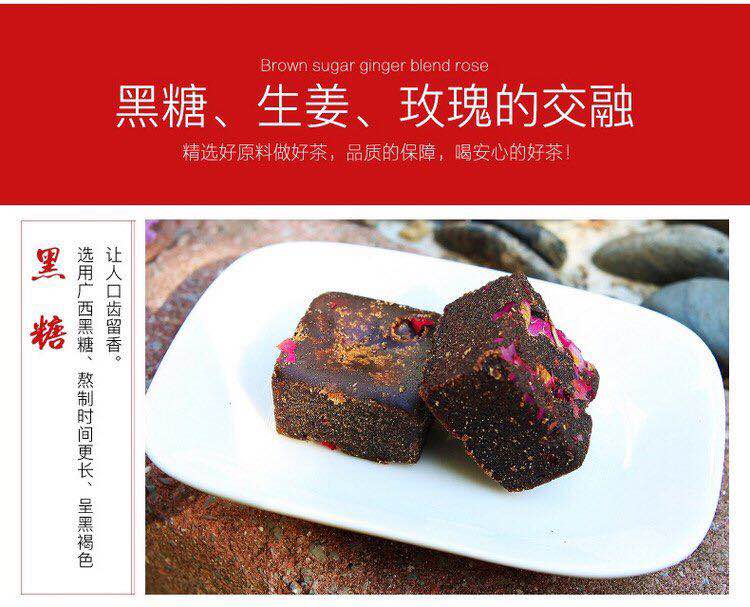 Brown sugar ginger blend rose
黑糖、生姜、玫瑰的交融
精选好原料做好茶，品质的保障，喝安心的好茶！
黑糖
选用广西黑糖、熬制时间更长、呈黑褐色
让人口齿留香。